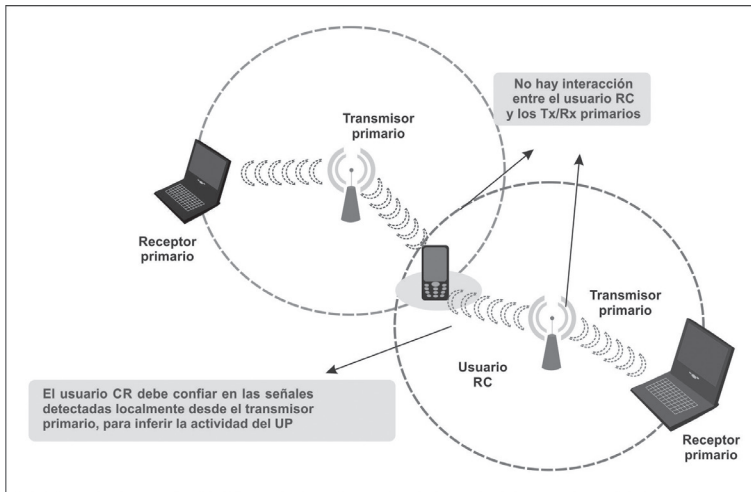 No hay interacción
entre el usuario RC
y los Tx/Rx primarios
Transmisor
primario
Receptor
primario
Transmisor
primario
Usuario
RC
El usuario CR debe confiar en las señales
detectadas localmente desde el transmisor
primario, para inferir la actividad del UP
Receptor
primario